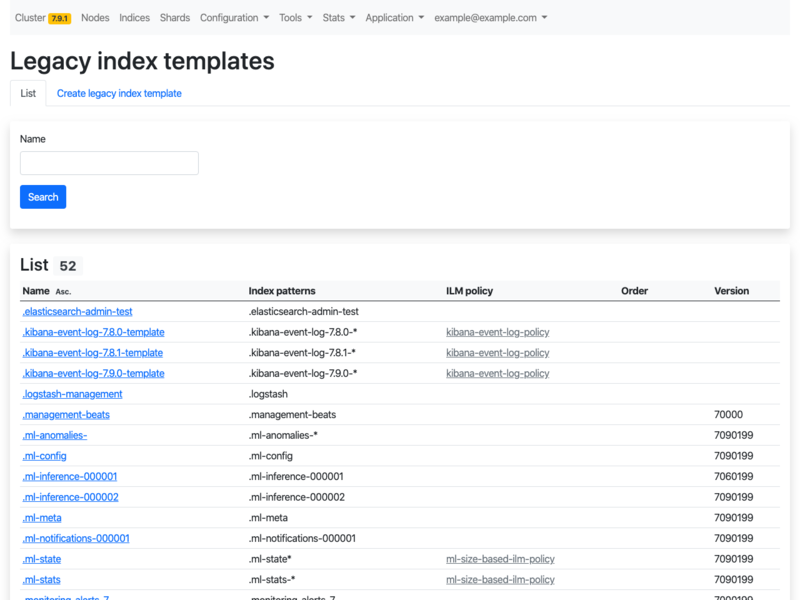 Cluster 7.9.1 Nodes Indices Shards Configuration Tools Stats Application example@example.com
Legacy index templates
List Create legacy index template
Name
Search
List 52
Name Asc. Index patterns ILM policy Order Version
.elasticsearch-admin-test .elasticsearch-admin-test
.kibana-event-log-7.8.0-template .kibana-event-log-7.8.0-* kibana-event-log-policy
.kibana-event-log-7.8.1-template .kibana-event-log-7.8.1-* kibana-event-log-policy
.kibana-event-log-7.9.0-template .kibana-event-log-7.9.0-* kibana-event-log-policy
.logstash-management .logstash
.management-beats .management-beats 70000
.ml-anomalies- .ml-anomalies-* 7090199
.ml-config .ml-config 7090199
.ml-inference-000001 .ml-inference-000001 7060199
.ml-inference-000002 .ml-inference-000002 7090199
.ml-meta .ml-meta 7090199
.ml-notifications-000001 .ml-notifications-000001 7090199
.ml-state .ml-state* ml-size-based-ilm-policy 7090199
.ml-stats .ml-stats-* ml-size-based-ilm-policy 7090199
.monitoring-alerts-7 .monitoring-alerts-7